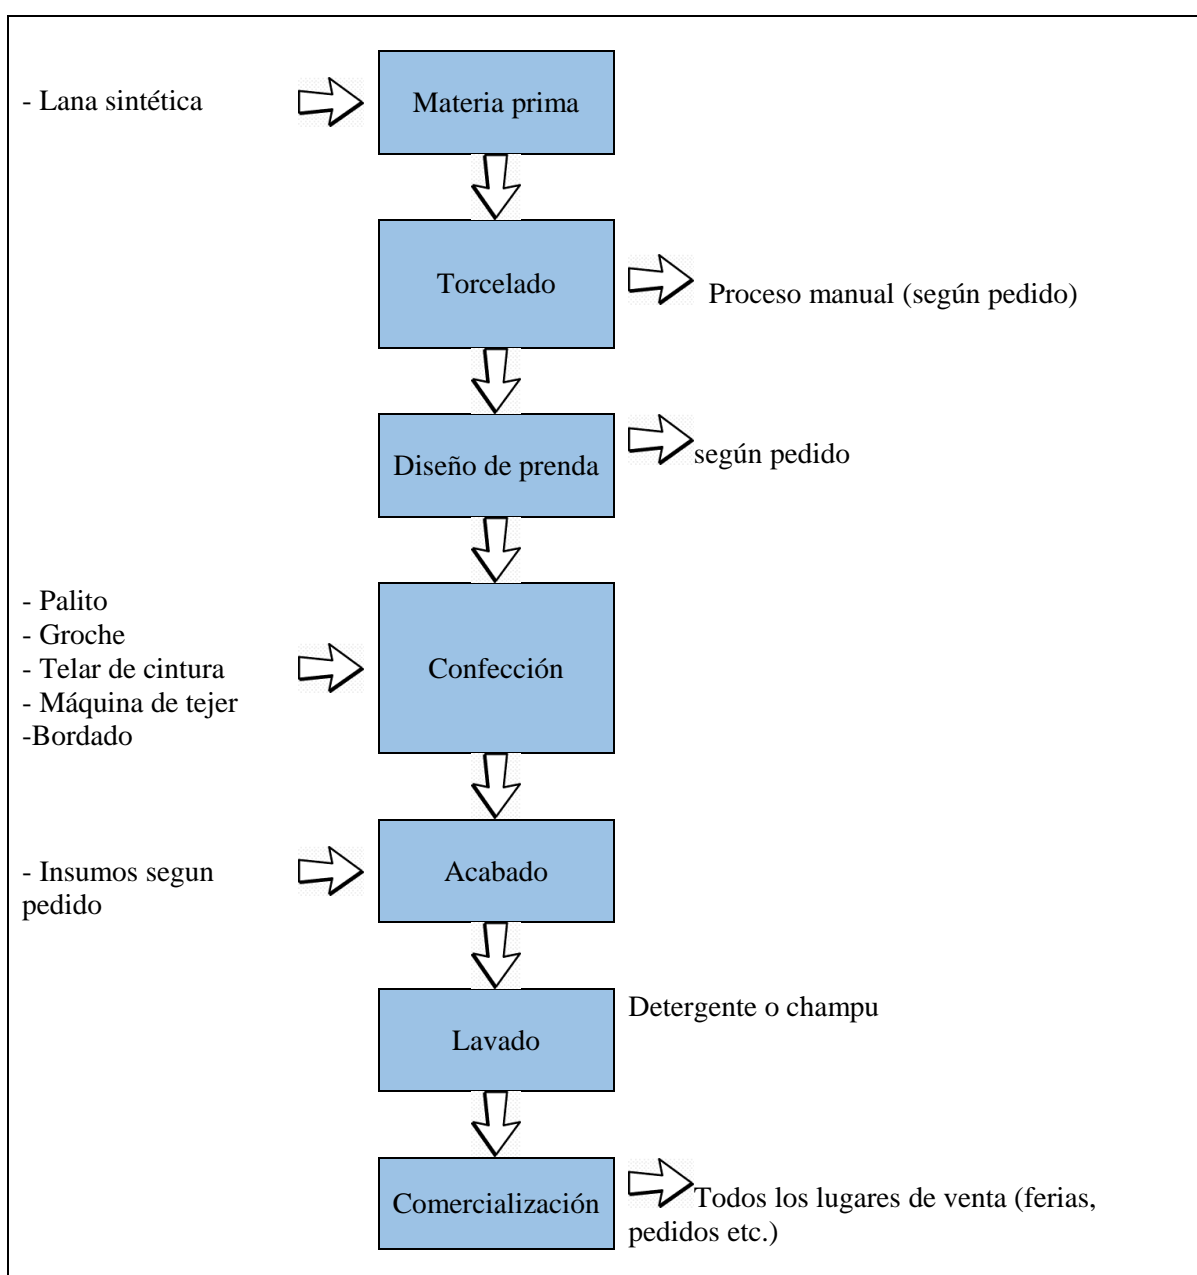 - Lana sintética
Materia prima
Torcelado
Proceso manual (según pedido)
Diseño de prenda
según pedido
- Palito
- Groche
- Telar de cintura
- Máquina de tejer
-Bordado
Confección
- Insumos segun
pedido
Acabado
Detergente o champu
Lavado
Comercialización
Todos los lugares de venta (ferias,
pedidos etc.)